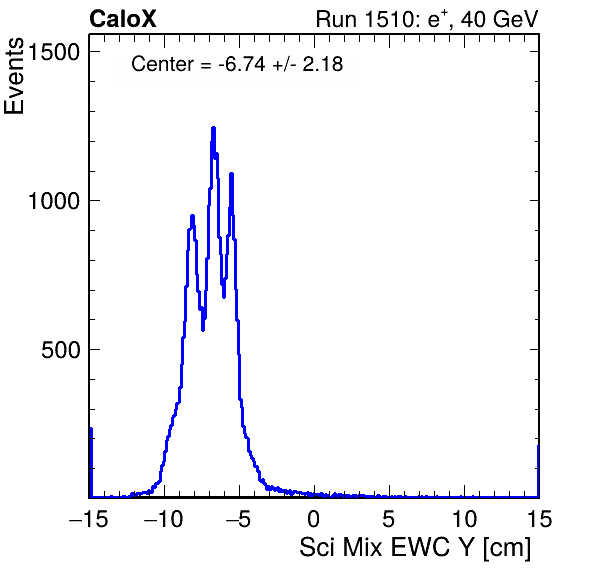 CaloX Run 1510: e⁺, 40 GeV
Center = -6.74 +/- 2.18
Events
1500
1000
500
−15 −10 −5 0 5 10 15
Sci Mix EWC Y [cm]